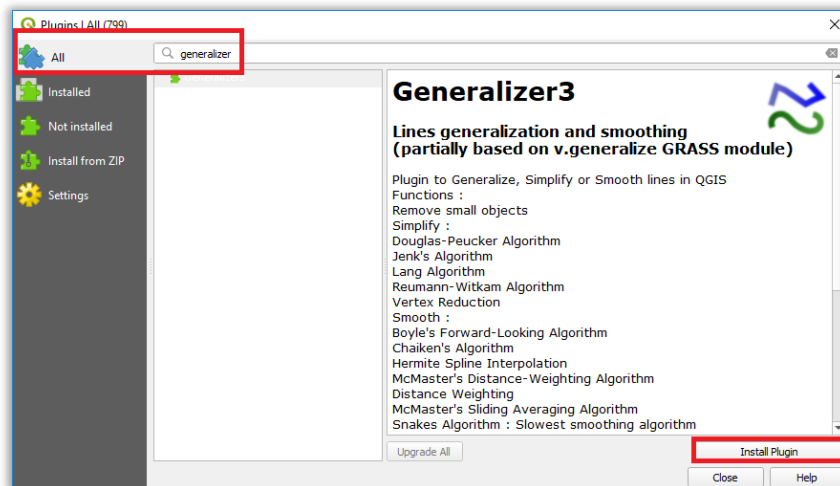 Plugins | All (799)
All
generalizer
Installed
Not installed
Install from ZIP
Settings
Generalizer3
Lines generalization and smoothing
(partially based on v.generalize GRASS module)
Plugin to Generalize, Simplify or Smooth lines in QGIS
Functions :
Remove small objects
Simplify :
Douglas-Peucker Algorithm
Jenk's Algorithm
Lang Algorithm
Reumann-Witkam Algorithm
Vertex Reduction
Smooth :
Boyle's Forward-Looking Algorithm
Chaiken's Algorithm
Hermite Spline Interpolation
McMaster's Distance-Weighting Algorithm
Distance Weighting
McMaster's Sliding Averaging Algorithm
Snakes Algorithm : Slowest smoothing algorithm
Upgrade All
Install Plugin
Close
Help